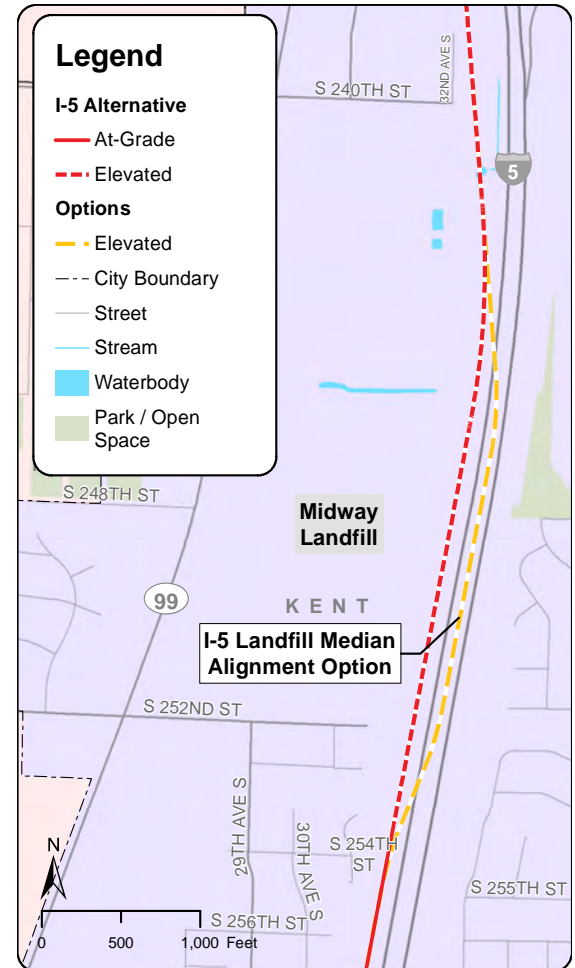 Legend
I-5 Alternative
At-Grade
Elevated
Options
Elevated
City Boundary
Street
Stream
Waterbody
Park / Open
Space
S 240TH ST
32ND AVE S
5
S 248TH ST
Midway
Landfill
99
KENT
I-5 Landfill Median
Alignment Option
S 252ND ST
29TH AVE S
30TH AVE S
S 254TH
ST
S 255TH ST
S 256TH ST
N
0 500 1,000 Feet